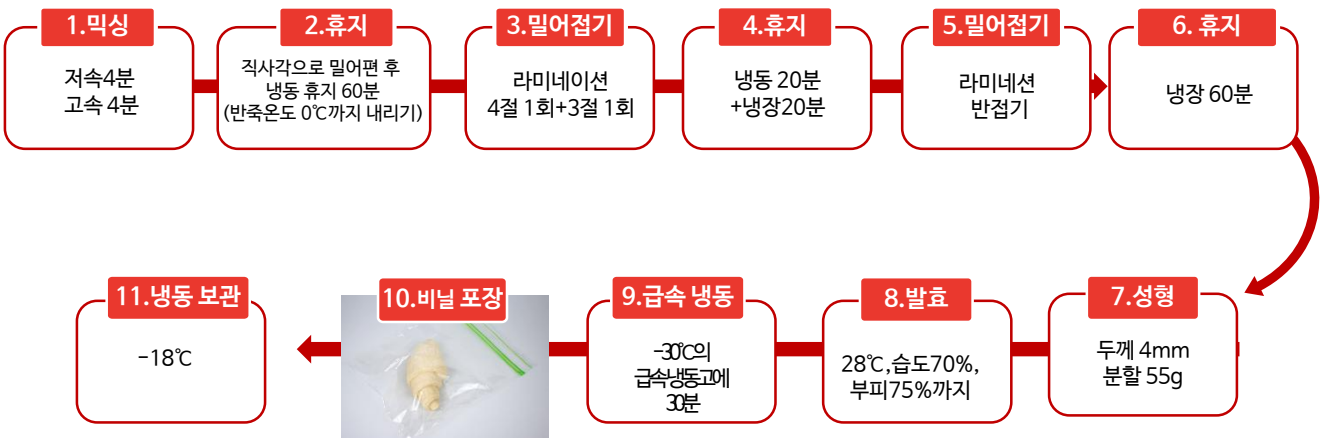 1.믹싱
저속4분
고속 4분
2.휴지
직사각으로 밀어편 후
냉동 휴지 60분
(반죽온도 0℃까지 내리기)
3.밀어접기
라미네이션
4절 1회+3절 1회
4.휴지
냉동 20분
+냉장20분
5.밀어접기
라미네션
반접기
6. 휴지
냉장 60분
7.성형
두께 4mm
분할 55g
8.발효
28℃,습도70%,
부피75%까지
9.급속 냉동
-30℃의
급속냉동고에
30분
10.비닐 포장
11.냉동 보관
-18℃